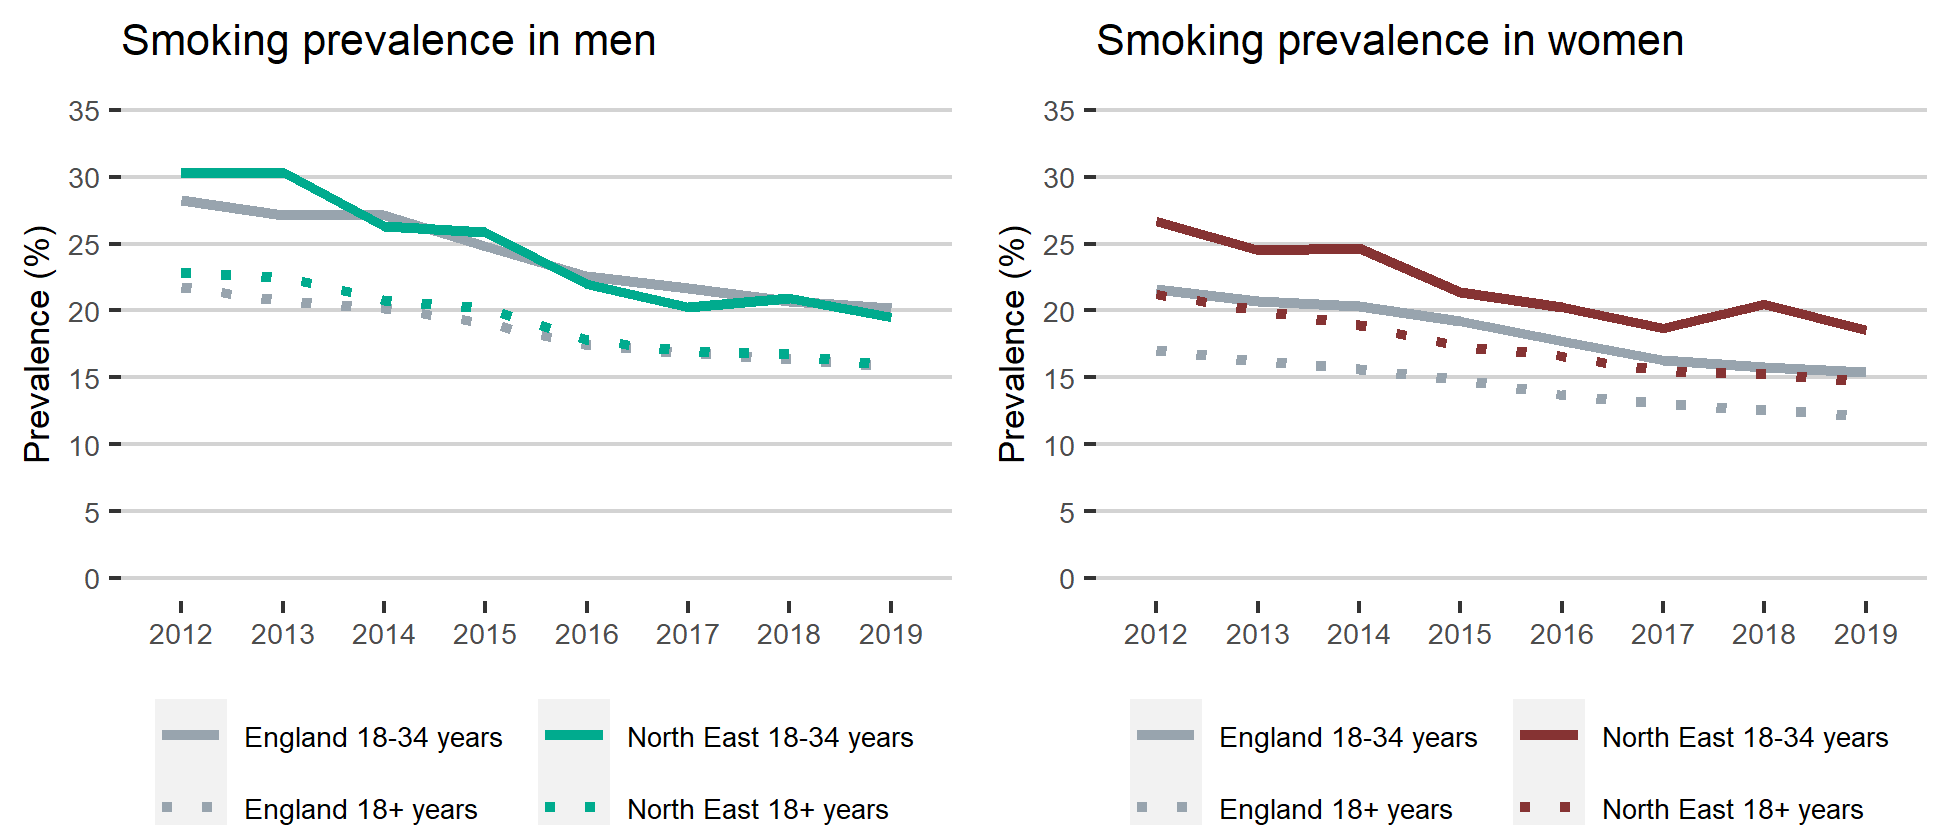 Smoking prevalence in men
Prevalence (%)
35
30
25
20
15
10
5
0
2012 2013 2014 2015 2016 2017 2018 2019
England 18-34 years North East 18-34 years
England 18+ years North East 18+ years
Smoking prevalence in women
Prevalence (%)
35
30
25
20
15
10
5
0
2012 2013 2014 2015 2016 2017 2018 2019
England 18-34 years North East 18-34 years
England 18+ years North East 18+ years